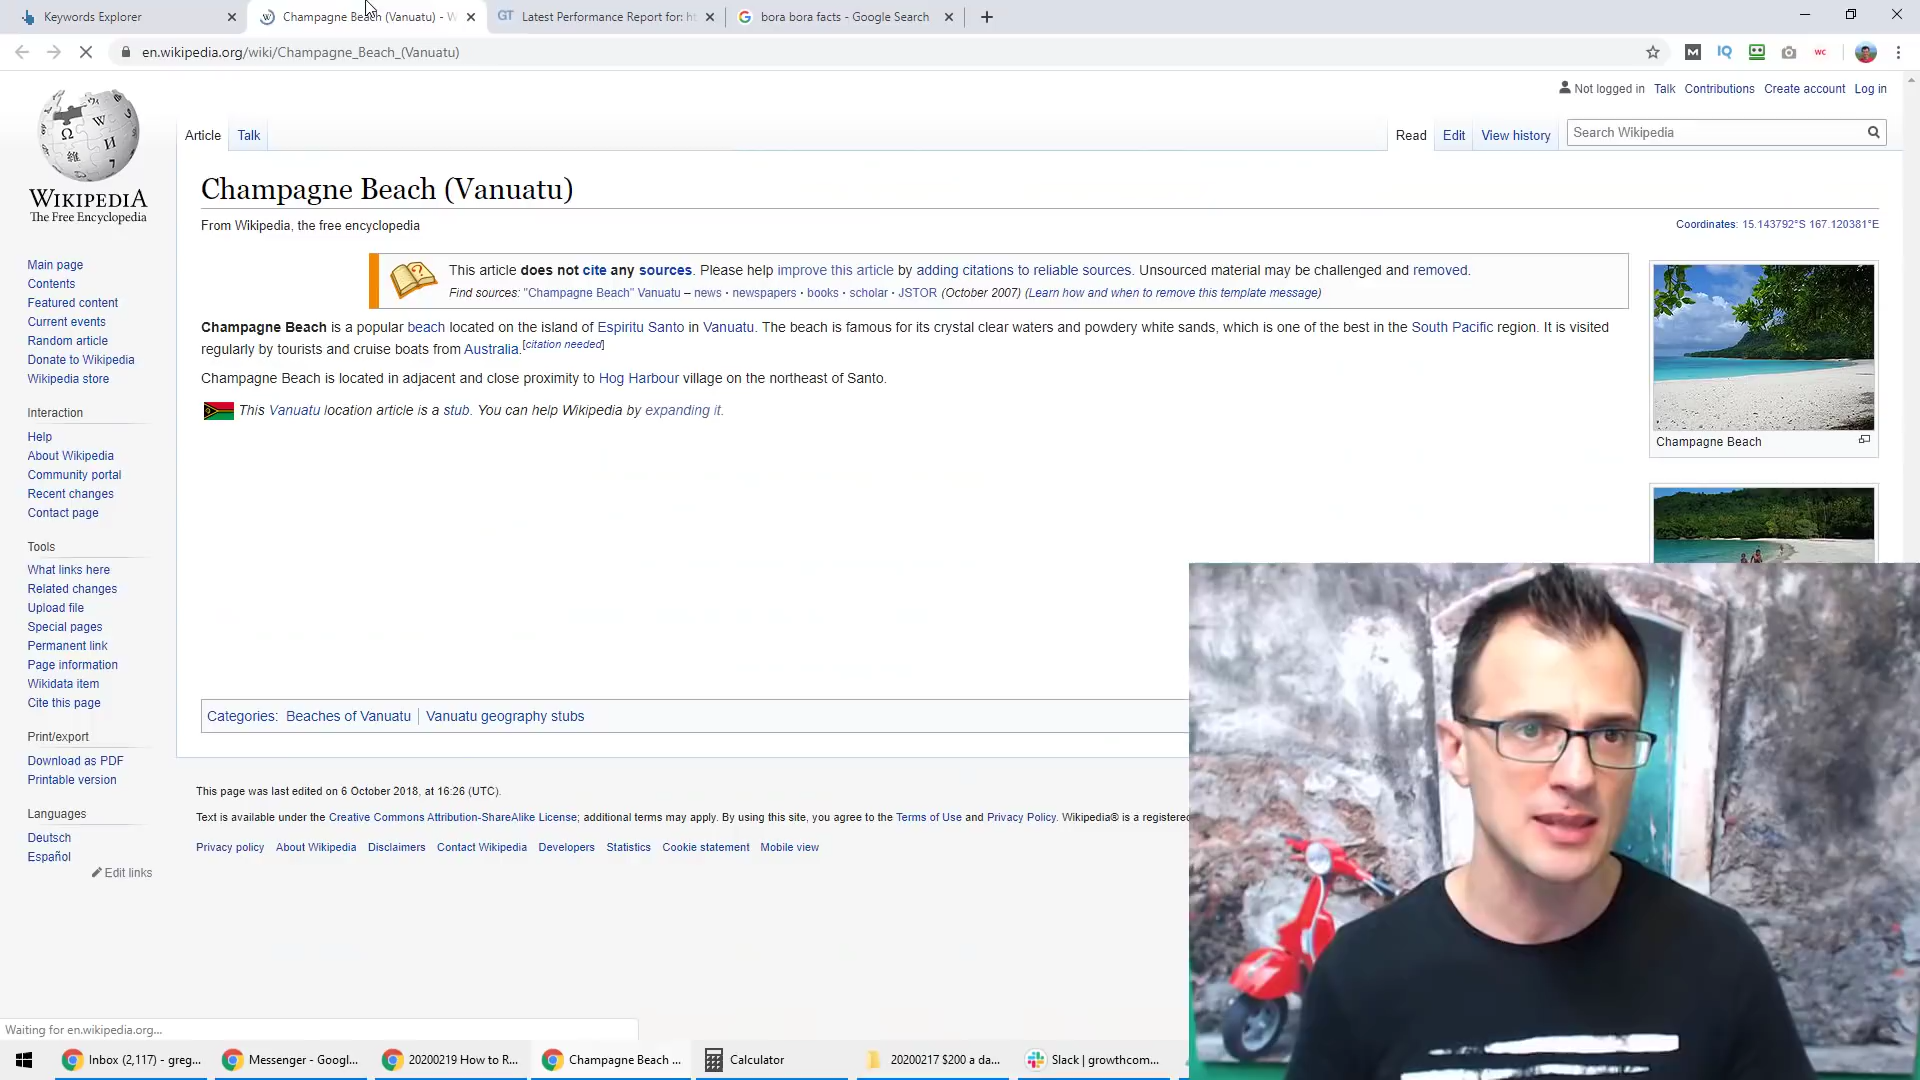 Keywords Explorer
Champagne Beach (Vanuatu) - W
GT Latest Performance Report for: h
bora bora facts - Google Search
en.wikipedia.org/wiki/Champagne_Beach_(Vanuatu)
M
IQ
WC
Not logged in Talk Contributions Create account Log in
Article Talk
Read Edit View history
Search Wikipedia
WIKIPEDIA
The Free Encyclopedia
Champagne Beach (Vanuatu)
From Wikipedia, the free encyclopedia
Coordinates: 15.143792°S 167.120381°E
This article does not cite any sources. Please help improve this article by adding citations to reliable sources. Unsourced material may be challenged and removed.
Find sources: "Champagne Beach" Vanuatu – news · newspapers · books · scholar · JSTOR (October 2007) (Learn how and when to remove this template message)
Champagne Beach is a popular beach located on the island of Espiritu Santo in Vanuatu. The beach is famous for its crystal clear waters and powdery white sands, which is one of the best in the South Pacific region. It is visited
regularly by tourists and cruise boats from Australia.[citation needed]
Champagne Beach is located in adjacent and close proximity to Hog Harbour village on the northeast of Santo.
This Vanuatu location article is a stub. You can help Wikipedia by expanding it.
Champagne Beach
Main page
Contents
Featured content
Current events
Random article
Donate to Wikipedia
Wikipedia store
Interaction
Help
About Wikipedia
Community portal
Recent changes
Contact page
Tools
What links here
Related changes
Upload file
Special pages
Permanent link
Page information
Wikidata item
Cite this page
Print/export
Download as PDF
Printable version
Languages
Deutsch
Español
Edit links
Categories: Beaches of Vanuatu | Vanuatu geography stubs
This page was last edited on 6 October 2018, at 16:26 (UTC).
Text is available under the Creative Commons Attribution-ShareAlike License; additional terms may apply. By using this site, you agree to the Terms of Use and Privacy Policy. Wikipedia® is a registered
Privacy policy About Wikipedia Disclaimers Contact Wikipedia Developers Statistics Cookie statement Mobile view
Waiting for en.wikipedia.org...
Inbox (2,117) - greg...
Messenger - Googl...
20200219 How to R...
Champagne Beach ...
Calculator
20200217 $200 a da...
Slack | growthcom...